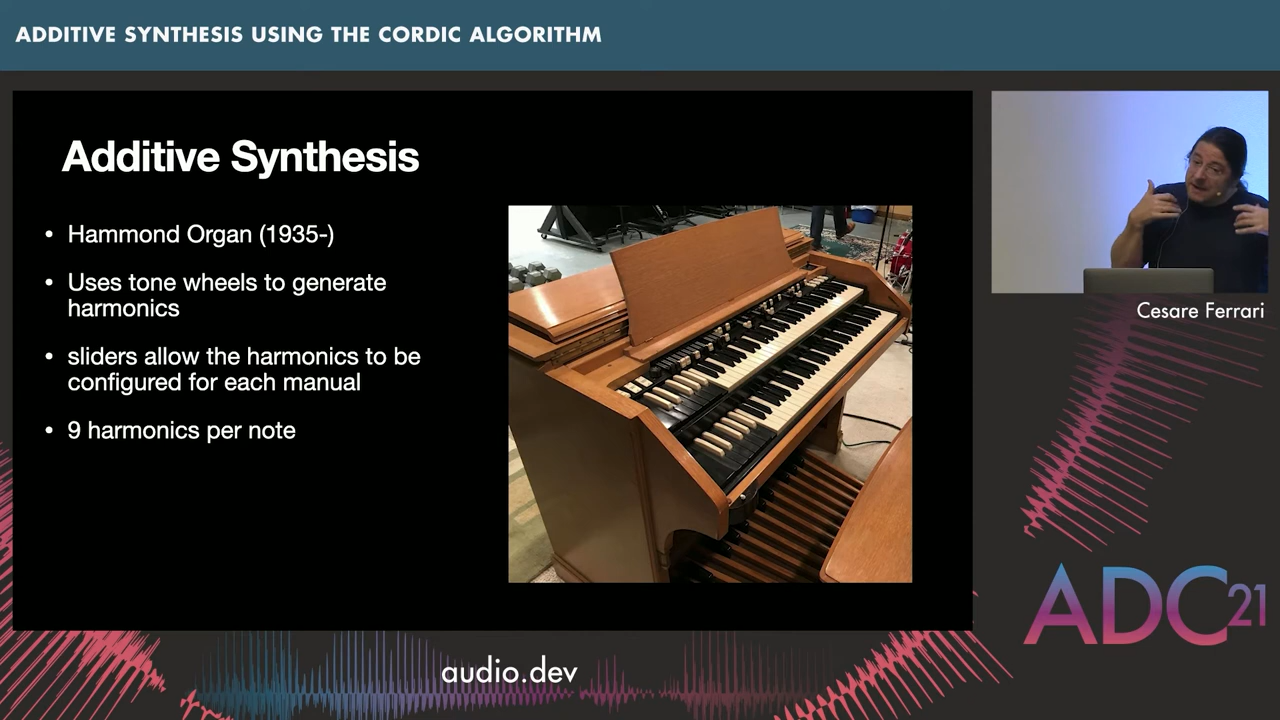 ADDITIVE SYNTHESIS USING THE CORDIC ALGORITHM
Additive Synthesis
• Hammond Organ (1935-)
• Uses tone wheels to generate
harmonics
• sliders allow the harmonics to be
configured for each manual
• 9 harmonics per note
Cesare Ferrari
ADC21
audio.dev